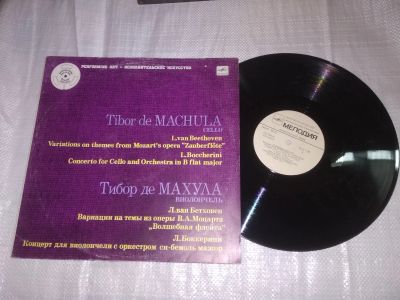 PERFORMING ART • ИСПОЛНИТЕЛЬСКОЕ ИСКУССТВО
Tibor de MACHULA
CELLO
L.van Beethoven
Variations on themes from Mozart's opera "Zauberflöte"
L.Boccherini
Concerto for Cello and Orchestra in B flat major
Тибор де МАХУЛА
ВИОЛОНЧЕЛЬ
Л.ван Бетховен
Вариации на темы из оперы В.А.Моцарта
„Волшебная флейта"
Л.Боккерини
Концерт для виолончели с оркестром си-бемоль мажор
МЕЛОДИЯ